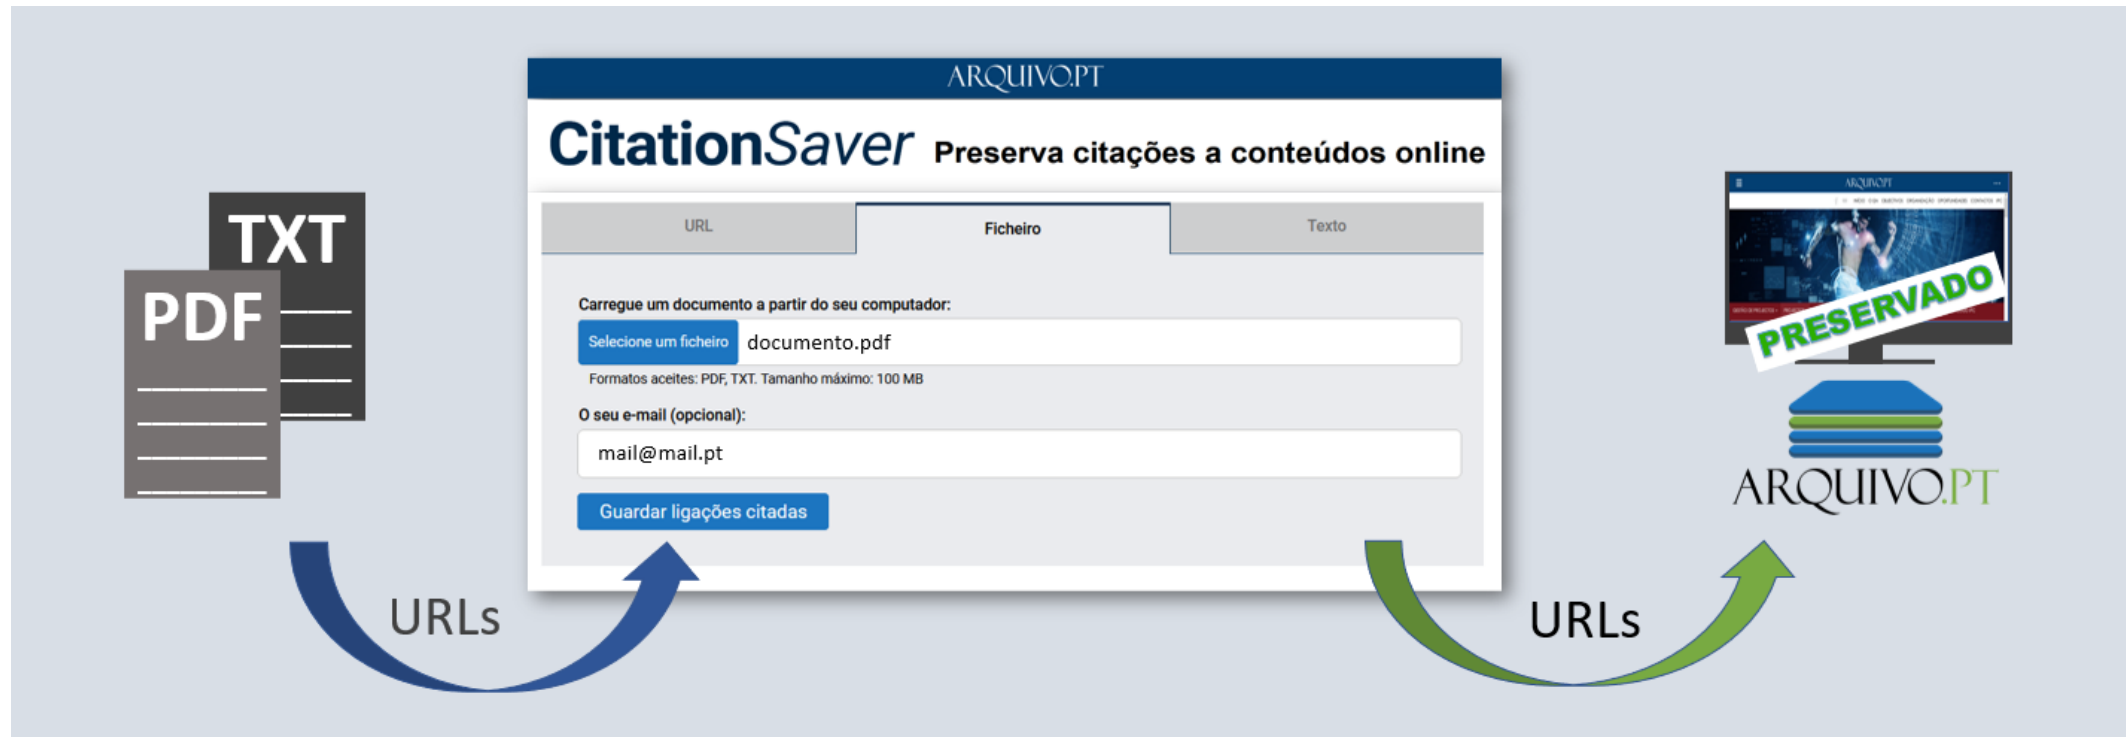 ARQUIVO.PT
CitationSaver Preserva citações a conteúdos online
URL
Ficheiro
Texto
Carregue um documento a partir do seu computador:
Selecione um ficheiro documento.pdf
Formatos aceites: PDF, TXT. Tamanho máximo: 100 MB
O seu e-mail (opcional):
mail@mail.pt
Guardar ligações citadas
TXT
PDF
URLs
URLs
ARQUIVO.PT
PRESERVADO
ARQUIVO.PT